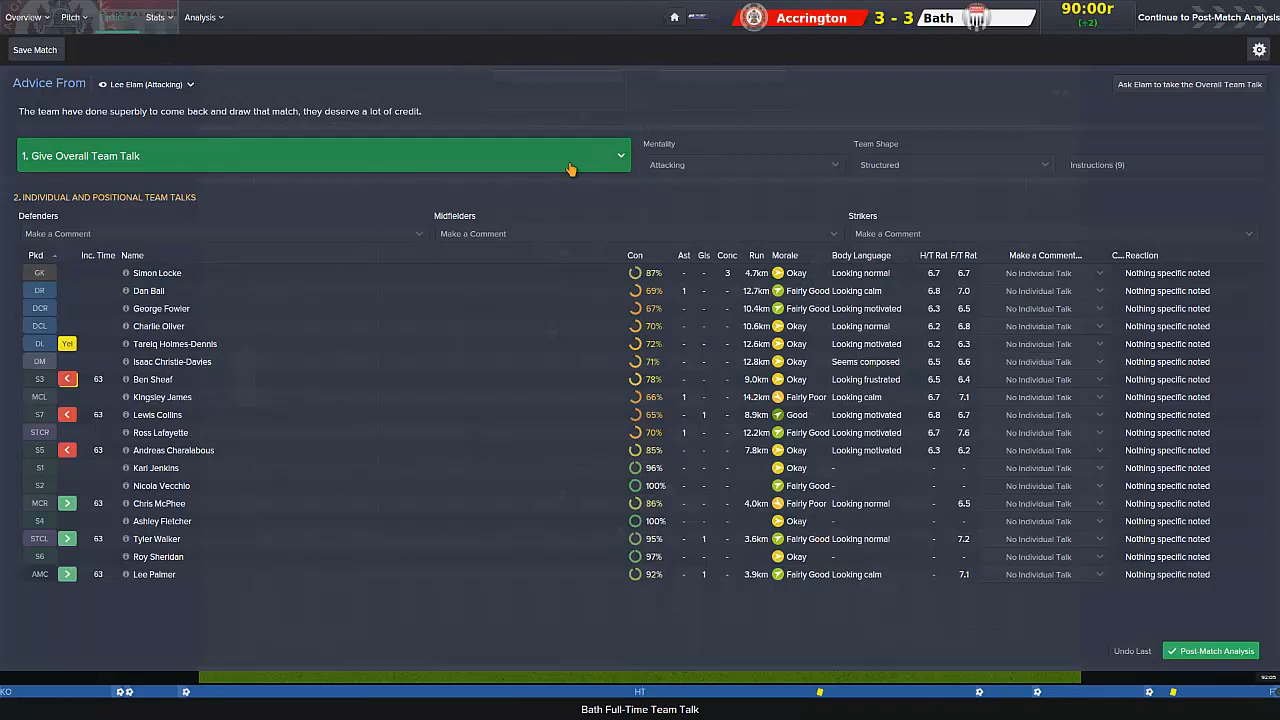 Overview Pitch Tactics Stats Analysis Accrington 3 - 3 Bath 90:00r (+2) Continue to Post-Match Analysis
Save Match
Advice From Lee Elam (Attacking) Ask Elam to take the Overall Team Talk
The team have done superbly to come back and draw that match, they deserve a lot of credit.
Mentality Team Shape
1. Give Overall Team Talk Attacking Structured Instructions (9)
2. INDIVIDUAL AND POSITIONAL TEAM TALKS
Defenders Midfielders Strikers
Make a Comment Make a Comment Make a Comment
Pkd Inc. Time Name Con Ast Gls Conc Run Morale Body Language H/T Rat F/T Rat Make a Comment... C... Reaction
GK Simon Locke 87% - - 3 4.7km Okay Looking normal 6.7 6.7 No Individual Talk Nothing specific noted
DR Dan Ball 69% 1 - - 12.7km Fairly Good Looking calm 6.8 7.0 No Individual Talk Nothing specific noted
DCR George Fowler 67% - - - 10.4km Fairly Good Looking motivated 6.3 6.5 No Individual Talk Nothing specific noted
DCL Charlie Oliver 70% - - - 10.6km Okay Looking normal 6.2 6.8 No Individual Talk Nothing specific noted
DL Yel Tareiq Holmes-Dennis 72% - - - 12.6km Okay Looking motivated 6.2 6.3 No Individual Talk Nothing specific noted
DM Isaac Christie-Davies 71% - - - 12.8km Okay Seems composed 6.5 6.6 No Individual Talk Nothing specific noted
S3 63 Ben Sheaf 78% - - - 9.0km Okay Looking frustrated 6.5 6.4 No Individual Talk Nothing specific noted
MCL Kingsley James 66% 1 - - 14.2km Fairly Poor Looking calm 6.7 7.1 No Individual Talk Nothing specific noted
S7 63 Lewis Collins 65% - 1 - 8.9km Good Looking motivated 6.8 6.7 No Individual Talk Nothing specific noted
STCR Ross Lafayette 70% 1 - - 12.2km Fairly Good Looking motivated 6.7 7.6 No Individual Talk Nothing specific noted
S5 63 Andreas Charalabous 85% - - - 7.8km Okay Looking motivated 6.3 6.2 No Individual Talk Nothing specific noted
S1 Karl Jenkins 96% - - - Okay - - - No Individual Talk Nothing specific noted
S2 Nicola Vecchio 100% - - - Fairly Good - - - No Individual Talk Nothing specific noted
MCR 63 Chris McPhee 86% - - - 4.0km Fairly Poor Looking normal - 6.5 No Individual Talk Nothing specific noted
S4 Ashley Fletcher 100% - - - Okay - - - No Individual Talk Nothing specific noted
STCL 63 Tyler Walker 95% - 1 - 3.6km Fairly Good Looking normal - 7.2 No Individual Talk Nothing specific noted
S6 Roy Sheridan 97% - - - Okay - - - No Individual Talk Nothing specific noted
AMC 63 Lee Palmer 92% - 1 - 3.9km Fairly Good Looking calm - 7.1 No Individual Talk Nothing specific noted
Undo Last Post-Match Analysis
92:05
KO HT F
Bath Full-Time Team Talk